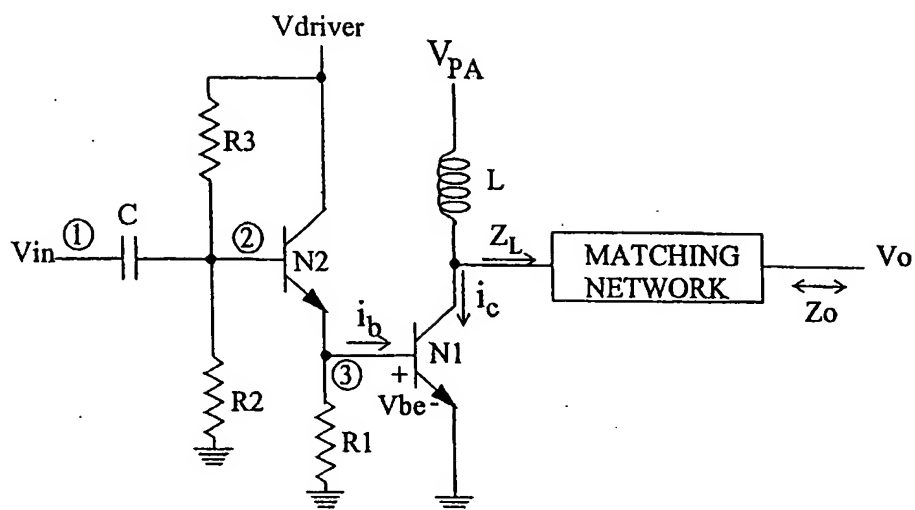 Vdriver
V_PA
R3
L
C
① ②
Vin
N2
Z_L
MATCHING
NETWORK
Vo
Zo
i_b
i_c
N1
③
+
Vbe -
R2
R1